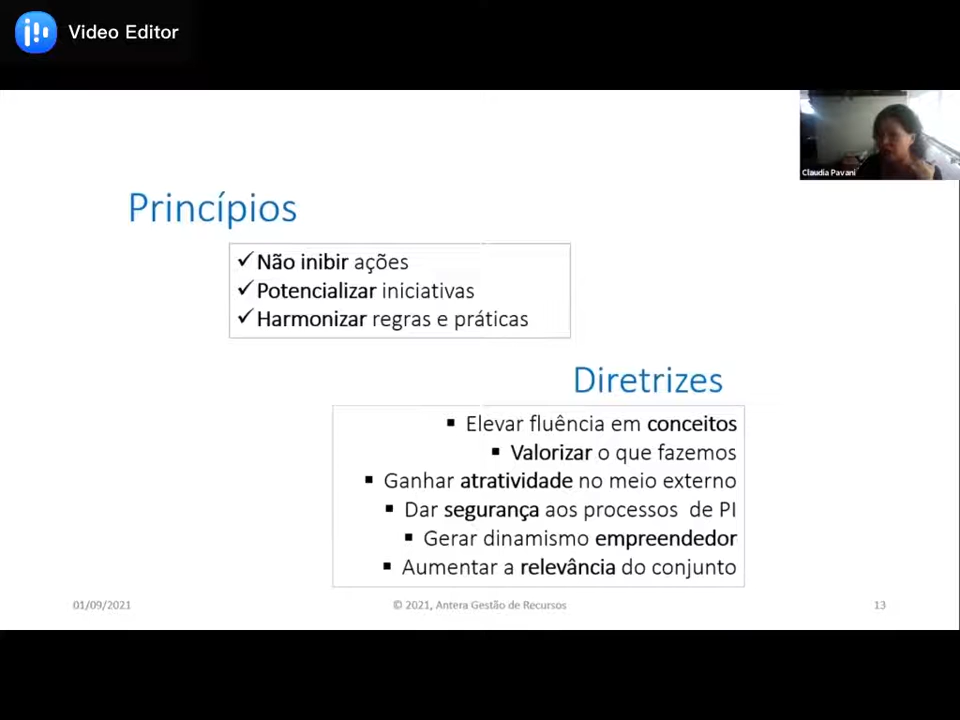 Video Editor
Claudia Pavani
Princípios
✓Não inibir ações
✓Potencializar iniciativas
✓Harmonizar regras e práticas
Diretrizes
▪ Elevar fluência em conceitos
▪ Valorizar o que fazemos
▪ Ganhar atratividade no meio externo
▪ Dar segurança aos processos de PI
▪ Gerar dinamismo empreendedor
▪ Aumentar a relevância do conjunto
01/09/2021
© 2021, Antera Gestão de Recursos
13